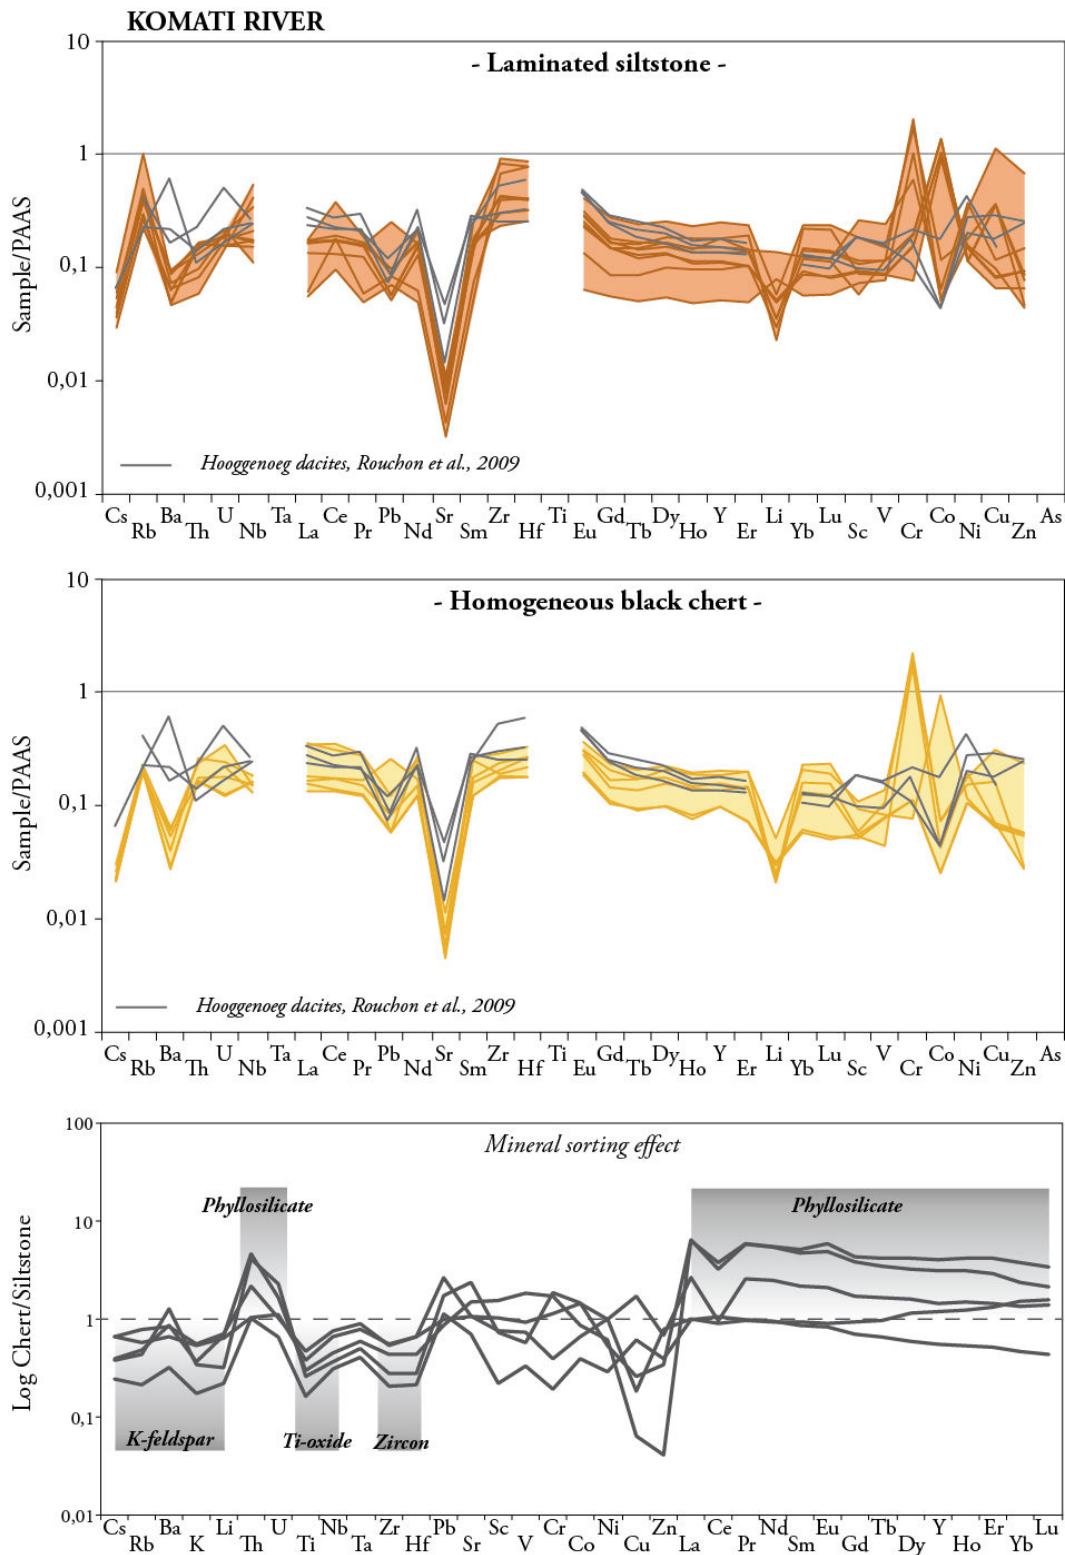 KOMATI RIVER
10
- Laminated siltstone -
1
Sample/PAAS
0,1
0,01
Hooggenoeg dacites, Rouchon et al., 2009
0,001
Cs Ba U Ta La Pr Nd Sm Hf Eu Tb Ho Er Yb Sc Cr Ni Zn
Rb Th Nb Ce Pb Sr Zr Ti Gd Dy Y Li Lu V Co Cu As
10
- Homogeneous black chert -
1
Sample/PAAS
0,1
0,01
Hooggenoeg dacites, Rouchon et al., 2009
0,001
Cs Ba U Ta Ce Pb Sr Zr Ti Gd Dy Y Li Lu V Co Cu As
Rb Th Nb La Pr Nd Sm Hf Eu Tb Ho Er Yb Sc Cr Ni Zn
100
Mineral sorting effect
Phyllosilicate
Phyllosilicate
10
Log Chert/Siltstone
1
0,1
K-feldspar
Ti-oxide
Zircon
0,01
Cs Ba Li U Nb Zr Pb Sc Cr Ni Zn Ce Nd Eu Tb Y Er Lu
Rb K Th Ti Ta Hf Sr V Co Cu La Pr Sm Gd Dy Ho Yb